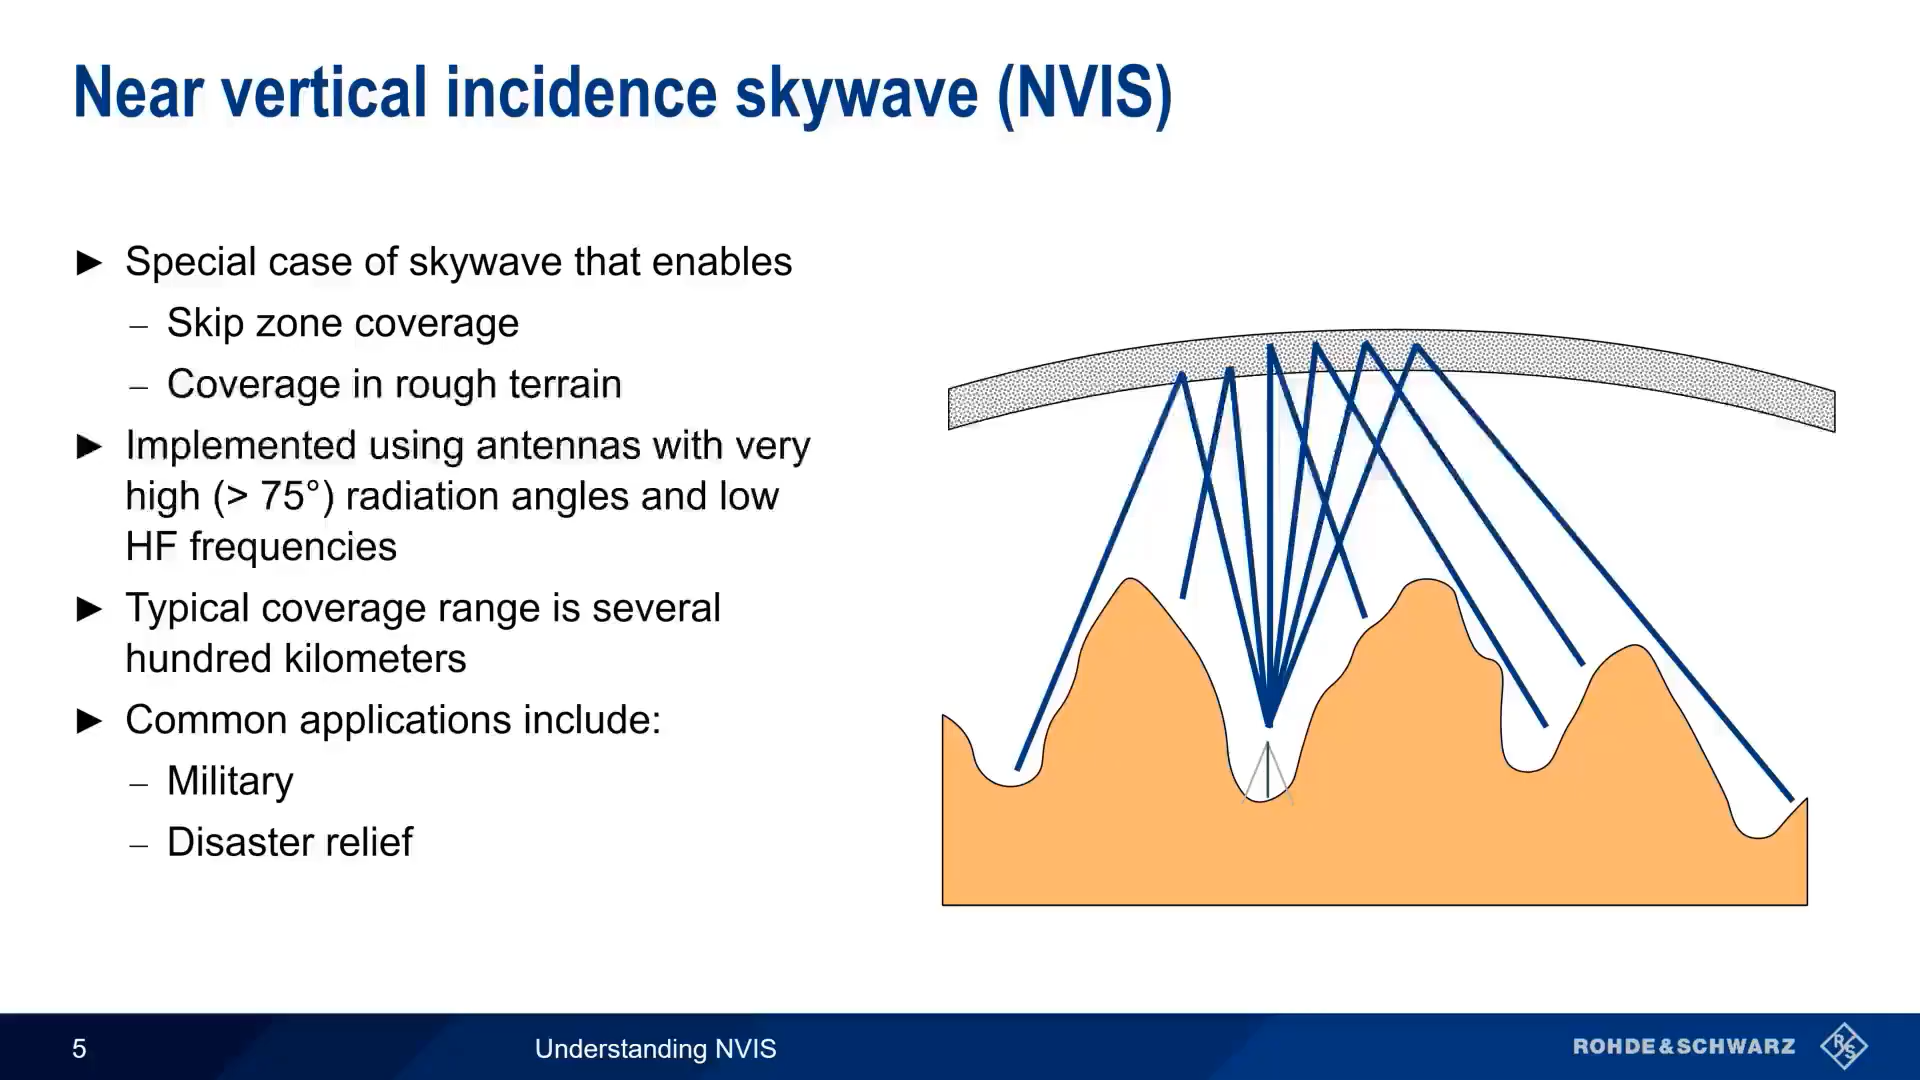 Near vertical incidence skywave (NVIS)
► Special case of skywave that enables
– Skip zone coverage
– Coverage in rough terrain
► Implemented using antennas with very
high (> 75°) radiation angles and low
HF frequencies
► Typical coverage range is several
hundred kilometers
► Common applications include:
– Military
– Disaster relief
5
Understanding NVIS
ROHDE&SCHWARZ
R&S